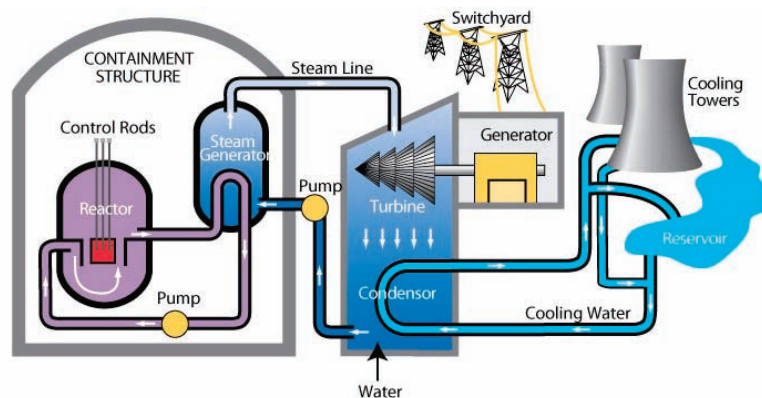 Switchyard
CONTAINMENT
STRUCTURE
Steam Line
Cooling
Towers
Control Rods
Steam
Generator
Generator
Pump
Reactor
Turbine
Reservoir
Pump
Condensor
Cooling Water
Water